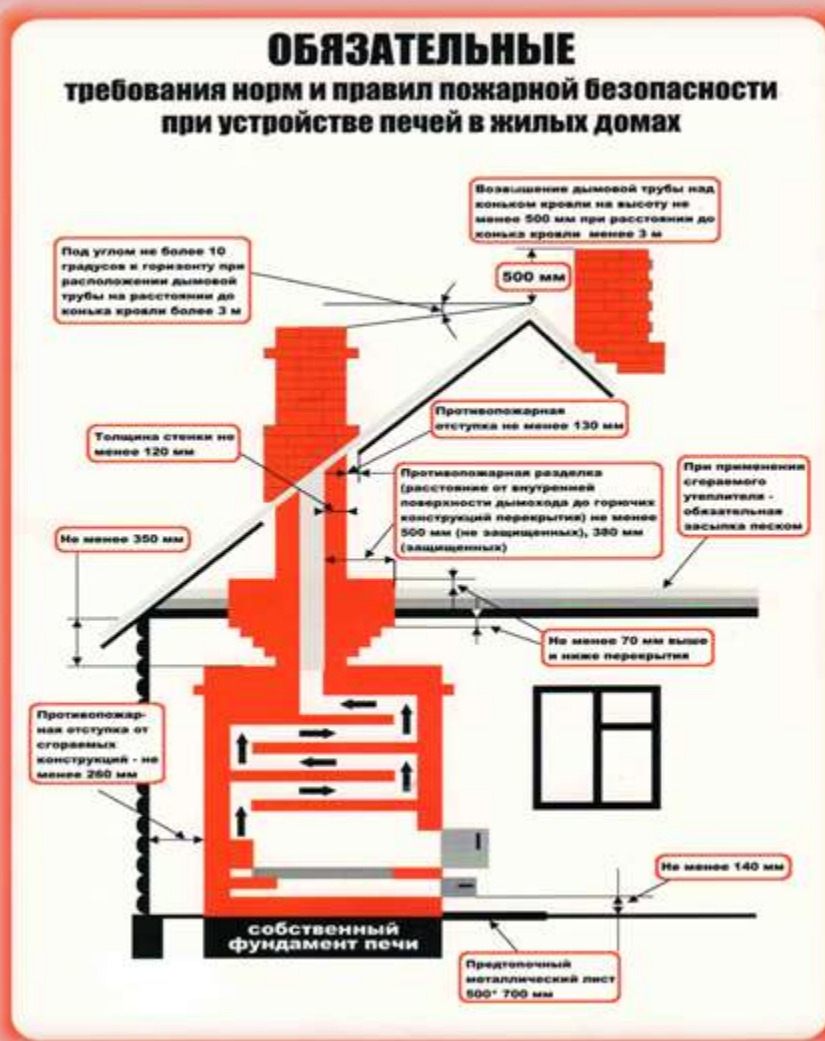 ОБЯЗАТЕЛЬНЫЕ
требования норм и правил пожарной безопасности
при устройстве печей в жилых домах
Возвышение дымовой трубы над
коньком кровли на высоту не
менее 500 мм при расстоянии до
конька кровли менее 3 м
Под углом не более 10
градусов к горизонту при
расположении дымовой
трубы на расстоянии до
конька кровли более 3 м
500 мм
Противопожарная
отступка не менее 130 мм
Толщина стенки не
менее 120 мм
Противопожарная разделка
(расстояние от внутренней
поверхности дымохода до горючих
конструкций перекрытия) не менее
500 мм (не защищенных), 380 мм
(защищенных)
При применении
сгораемого
утеплителя -
обязательная
засыпка песком
Не менее 350 мм
Не менее 70 мм выше
и ниже перекрытия
Противопожар-
ная отступка от
сгораемых
конструкций - не
менее 260 мм
Не менее 140 мм
собственный
фундамент печи
Предтопочный
металлический лист
500* 700 мм